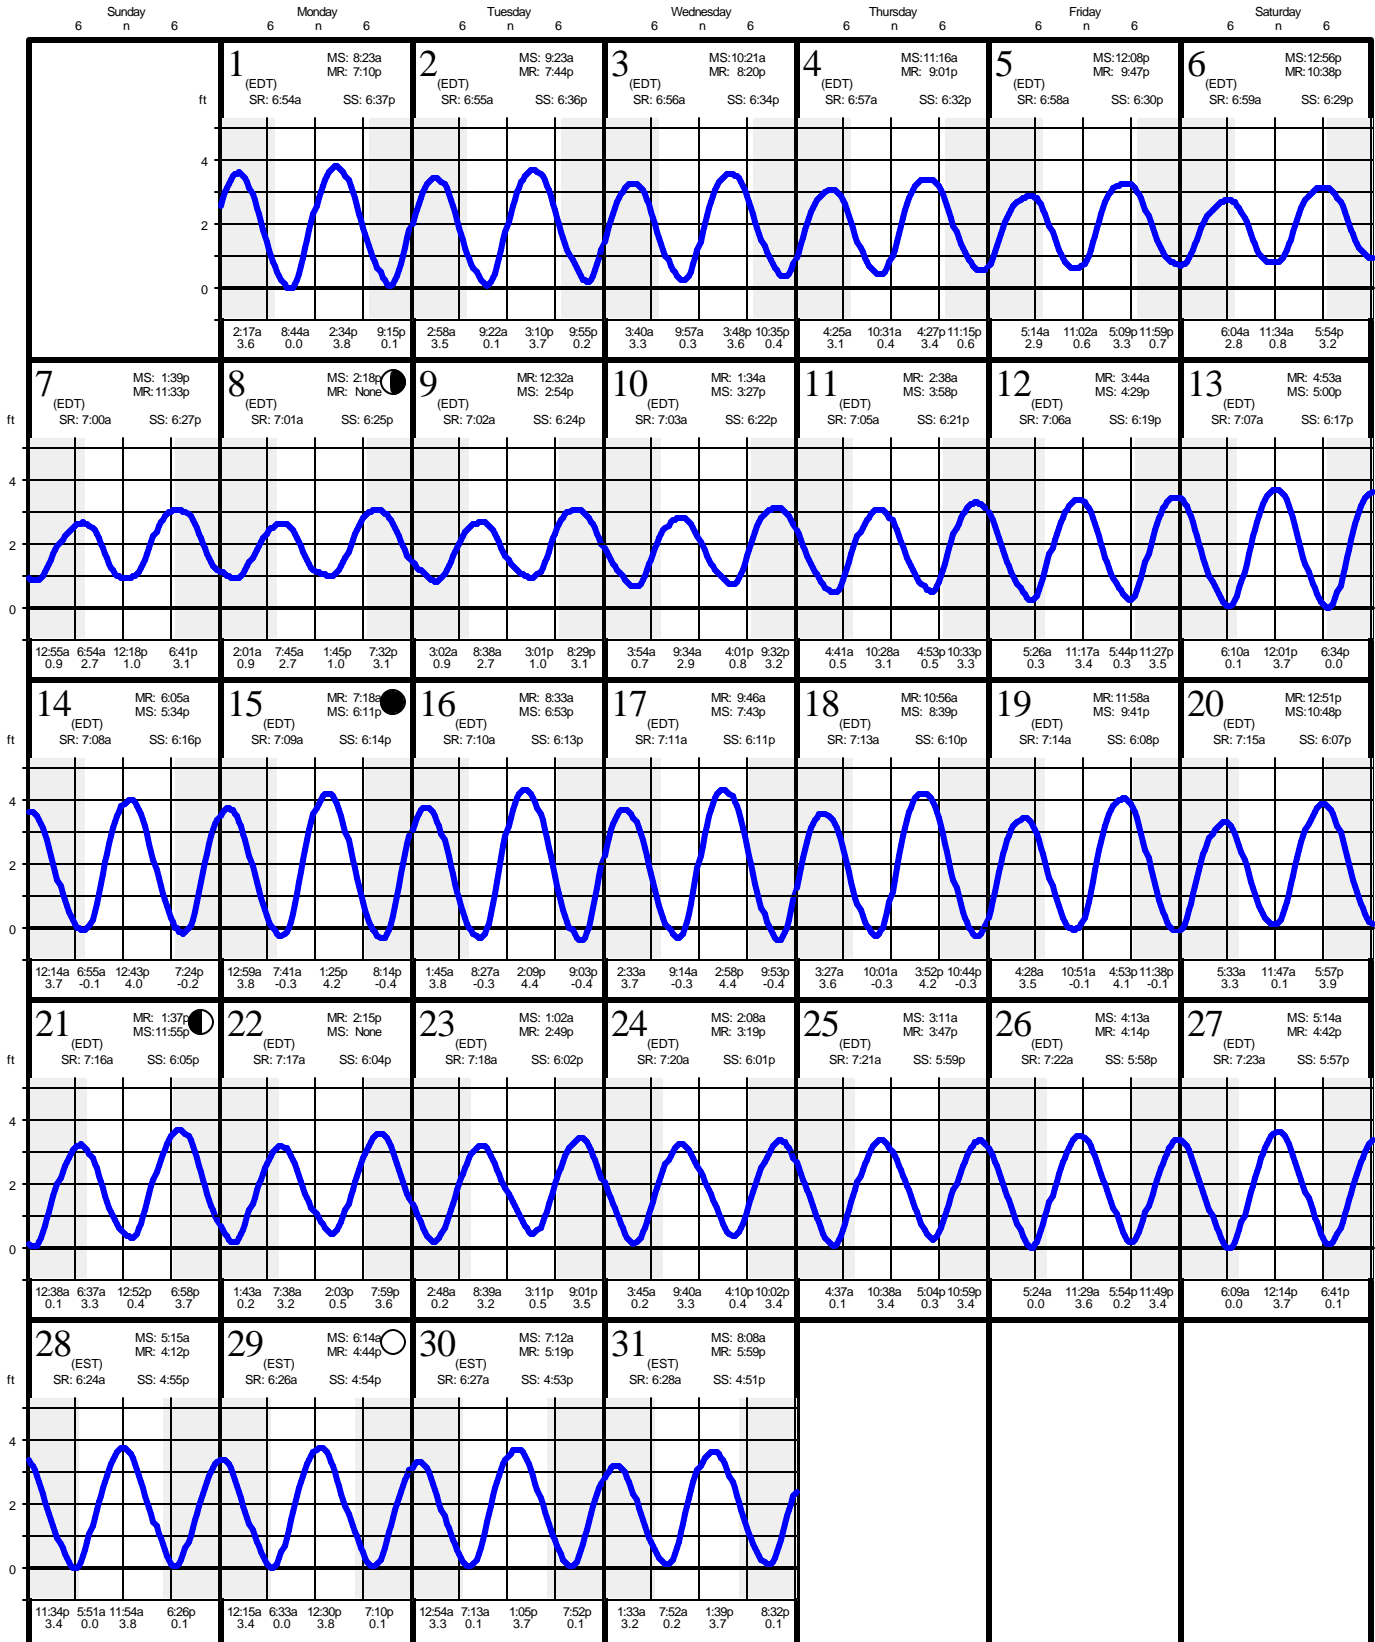 Sunday Monday Tuesday Wednesday Thursday Friday Saturday
6 n 6 6 n 6 6 n 6 6 n 6 6 n 6 6 n 6 6 n 6
1 MS: 8:23a
MR: 7:10p
(EDT)
SR: 6:54a SS: 6:37p
2 MS: 9:23a
MR: 7:44p
(EDT)
SR: 6:55a SS: 6:36p
3 MS:10:21a
MR: 8:20p
(EDT)
SR: 6:56a SS: 6:34p
4 MS:11:16a
MR: 9:01p
(EDT)
SR: 6:57a SS: 6:32p
5 MS:12:08p
MR: 9:47p
(EDT)
SR: 6:58a SS: 6:30p
6 MS:12:56p
MR:10:38p
(EDT)
SR: 6:59a SS: 6:29p
ft
4
2
0
2:17a 8:44a 2:34p 9:15p
3.6 0.0 3.8 0.1
2:58a 9:22a 3:10p 9:55p
3.5 0.1 3.7 0.2
3:40a 9:57a 3:48p 10:35p
3.3 0.3 3.6 0.4
4:25a 10:31a 4:27p 11:15p
3.1 0.4 3.4 0.6
5:14a 11:02a 5:09p 11:59p
2.9 0.6 3.3 0.7
6:04a 11:34a 5:54p
2.8 0.8 3.2
7 MS: 1:39p
MR:11:33p
(EDT)
SR: 7:00a SS: 6:27p
8 MS: 2:18p
MR: None
(EDT)
SR: 7:01a SS: 6:25p
9 MR:12:32a
MS: 2:54p
(EDT)
SR: 7:02a SS: 6:24p
10 MR: 1:34a
MS: 3:27p
(EDT)
SR: 7:03a SS: 6:22p
11 MR: 2:38a
MS: 3:58p
(EDT)
SR: 7:05a SS: 6:21p
12 MR: 3:44a
MS: 4:29p
(EDT)
SR: 7:06a SS: 6:19p
13 MR: 4:53a
MS: 5:00p
(EDT)
SR: 7:07a SS: 6:17p
ft
4
2
0
12:55a 6:54a 12:18p 6:41p
0.9 2.7 1.0 3.1
2:01a 7:45a 1:45p 7:32p
0.9 2.7 1.0 3.1
3:02a 8:38a 3:01p 8:29p
0.9 2.7 1.0 3.1
3:54a 9:34a 4:01p 9:32p
0.7 2.9 0.8 3.2
4:41a 10:28a 4:53p 10:33p
0.5 3.1 0.5 3.3
5:26a 11:17a 5:44p 11:27p
0.3 3.4 0.3 3.5
6:10a 12:01p 6:34p
0.1 3.7 0.0
14 MR: 6:05a
MS: 5:34p
(EDT)
SR: 7:08a SS: 6:16p
15 MR: 7:18a
MS: 6:11p
(EDT)
SR: 7:09a SS: 6:14p
16 MR: 8:33a
MS: 6:53p
(EDT)
SR: 7:10a SS: 6:13p
17 MR: 9:46a
MS: 7:43p
(EDT)
SR: 7:11a SS: 6:11p
18 MR:10:56a
MS: 8:39p
(EDT)
SR: 7:13a SS: 6:10p
19 MR:11:58a
MS: 9:41p
(EDT)
SR: 7:14a SS: 6:08p
20 MR:12:51p
MS:10:48p
(EDT)
SR: 7:15a SS: 6:07p
ft
4
2
0
12:14a 6:55a 12:43p 7:24p
3.7 -0.1 4.0 -0.2
12:59a 7:41a 1:25p 8:14p
3.8 -0.3 4.2 -0.4
1:45a 8:27a 2:09p 9:03p
3.8 -0.3 4.4 -0.4
2:33a 9:14a 2:58p 9:53p
3.7 -0.3 4.4 -0.4
3:27a 10:01a 3:52p 10:44p
3.6 -0.3 4.2 -0.3
4:28a 10:51a 4:53p 11:38p
3.5 -0.1 4.1 -0.1
5:33a 11:47a 5:57p
3.3 0.1 3.9
21 MR: 1:37p
MS:11:55p
(EDT)
SR: 7:16a SS: 6:05p
22 MR: 2:15p
MS: None
(EDT)
SR: 7:17a SS: 6:04p
23 MS: 1:02a
MR: 2:49p
(EDT)
SR: 7:18a SS: 6:02p
24 MS: 2:08a
MR: 3:19p
(EDT)
SR: 7:20a SS: 6:01p
25 MS: 3:11a
MR: 3:47p
(EDT)
SR: 7:21a SS: 5:59p
26 MS: 4:13a
MR: 4:14p
(EDT)
SR: 7:22a SS: 5:58p
27 MS: 5:14a
MR: 4:42p
(EDT)
SR: 7:23a SS: 5:57p
ft
4
2
0
12:38a 6:37a 12:52p 6:58p
0.1 3.3 0.4 3.7
1:43a 7:38a 2:03p 7:59p
0.2 3.2 0.5 3.6
2:48a 8:39a 3:11p 9:01p
0.2 3.2 0.5 3.5
3:45a 9:40a 4:10p 10:02p
0.2 3.3 0.4 3.4
4:37a 10:38a 5:04p 10:59p
0.1 3.4 0.3 3.4
5:24a 11:29a 5:54p 11:49p
0.0 3.6 0.2 3.4
6:09a 12:14p 6:41p
0.0 3.7 0.1
28 MS: 5:15a
MR: 4:12p
(EST)
SR: 6:24a SS: 4:55p
29 MS: 6:14a
MR: 4:44p
(EST)
SR: 6:26a SS: 4:54p
30 MS: 7:12a
MR: 5:19p
(EST)
SR: 6:27a SS: 4:53p
31 MS: 8:08a
MR: 5:59p
(EST)
SR: 6:28a SS: 4:51p
ft
4
2
0
11:34p 5:51a 11:54a 6:26p
3.4 0.0 3.8 0.1
12:15a 6:33a 12:30p 7:10p
3.4 0.0 3.8 0.1
12:54a 7:13a 1:05p 7:52p
3.3 0.1 3.7 0.1
1:33a 7:52a 1:39p 8:32p
3.2 0.2 3.7 0.1